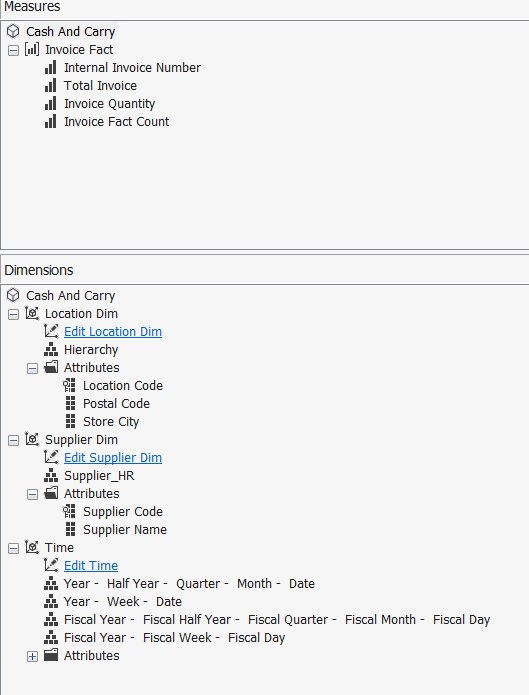 Measures
Cash And Carry
Invoice Fact
Internal Invoice Number
Total Invoice
Invoice Quantity
Invoice Fact Count
Dimensions
Cash And Carry
Location Dim
Edit Location Dim
Hierarchy
Attributes
Location Code
Postal Code
Store City
Supplier Dim
Edit Supplier Dim
Supplier_HR
Attributes
Supplier Code
Supplier Name
Time
Edit Time
Year - Half Year - Quarter - Month - Date
Year - Week - Date
Fiscal Year - Fiscal Half Year - Fiscal Quarter - Fiscal Month - Fiscal Day
Fiscal Year - Fiscal Week - Fiscal Day
Attributes